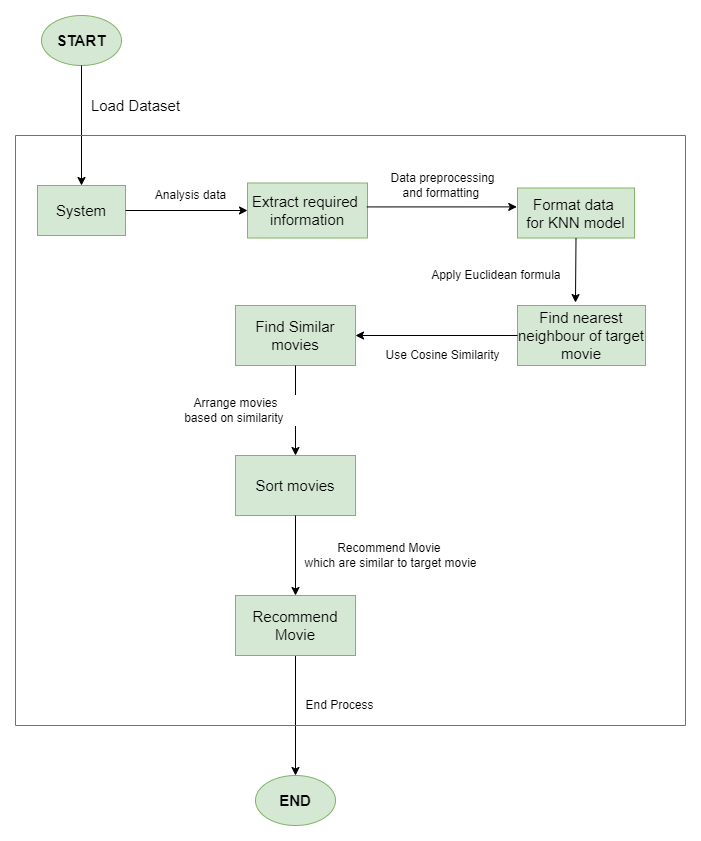 START
Load Dataset
System
Analysis data
Extract required
information
Data preprocessing
and formatting
Format data
for KNN model
Apply Euclidean formula
Find nearest
neighbour of target
movie
Use Cosine Similarity
Find Similar
movies
Arrange movies
based on similarity
Sort movies
Recommend Movie
which are similar to target movie
Recommend
Movie
End Process
END